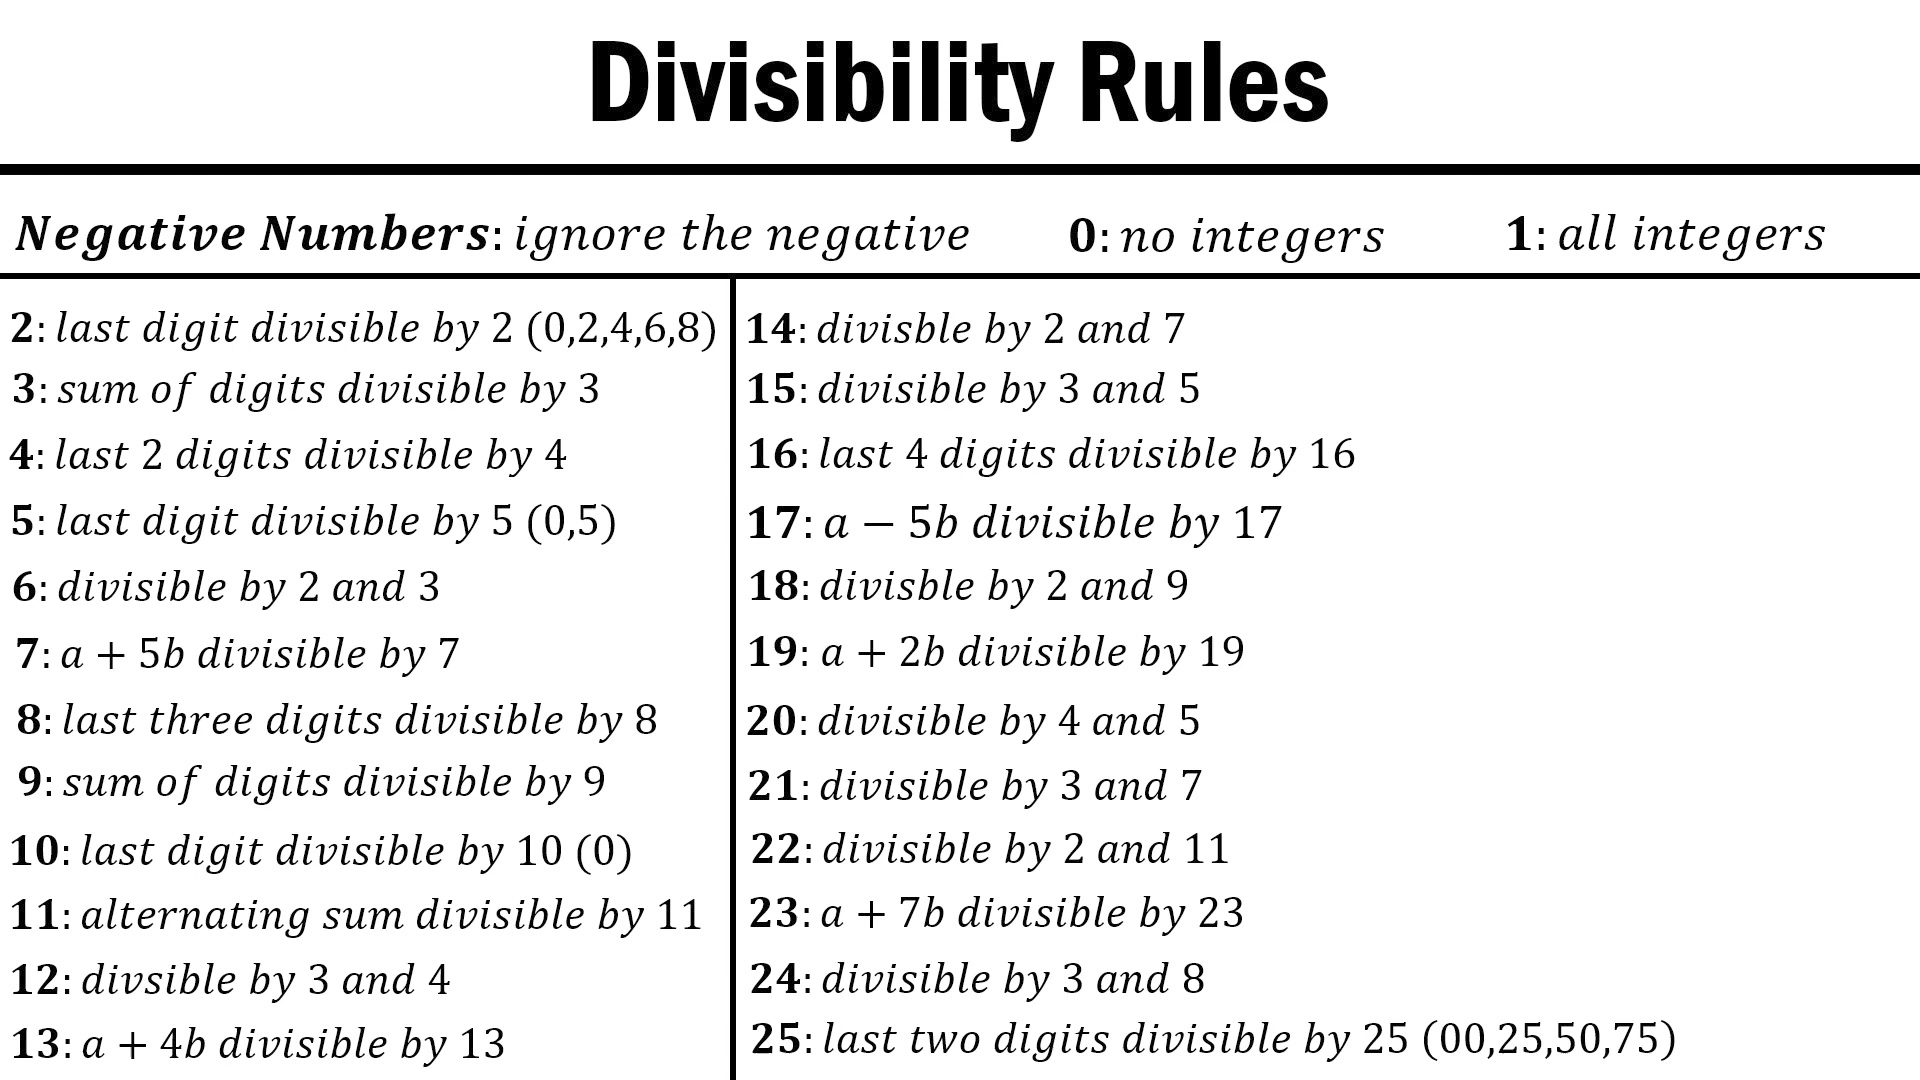 Divisibility Rules
Negative Numbers: ignore the negative 0: no integers 1: all integers
2: last digit divisible by 2 (0,2,4,6,8)
3: sum of digits divisible by 3
4: last 2 digits divisible by 4
5: last digit divisible by 5 (0,5)
6: divisible by 2 and 3
7: a + 5b divisible by 7
8: last three digits divisible by 8
9: sum of digits divisible by 9
10: last digit divisible by 10 (0)
11: alternating sum divisible by 11
12: divsible by 3 and 4
13: a + 4b divisible by 13
14: divisble by 2 and 7
15: divisible by 3 and 5
16: last 4 digits divisible by 16
17: a − 5b divisible by 17
18: divisble by 2 and 9
19: a + 2b divisible by 19
20: divisible by 4 and 5
21: divisible by 3 and 7
22: divisible by 2 and 11
23: a + 7b divisible by 23
24: divisible by 3 and 8
25: last two digits divisible by 25 (00,25,50,75)